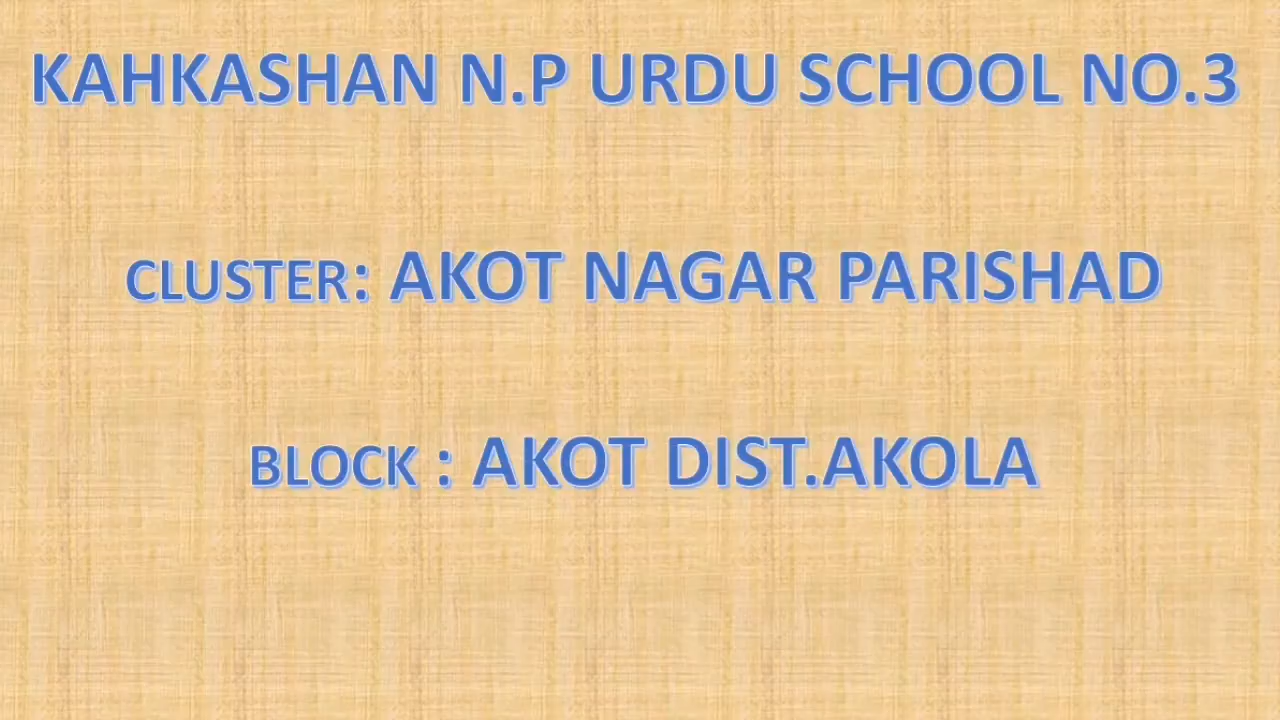 KAHKASHAN N.P URDU SCHOOL NO.3
CLUSTER: AKOT NAGAR PARISHAD
BLOCK : AKOT DIST.AKOLA